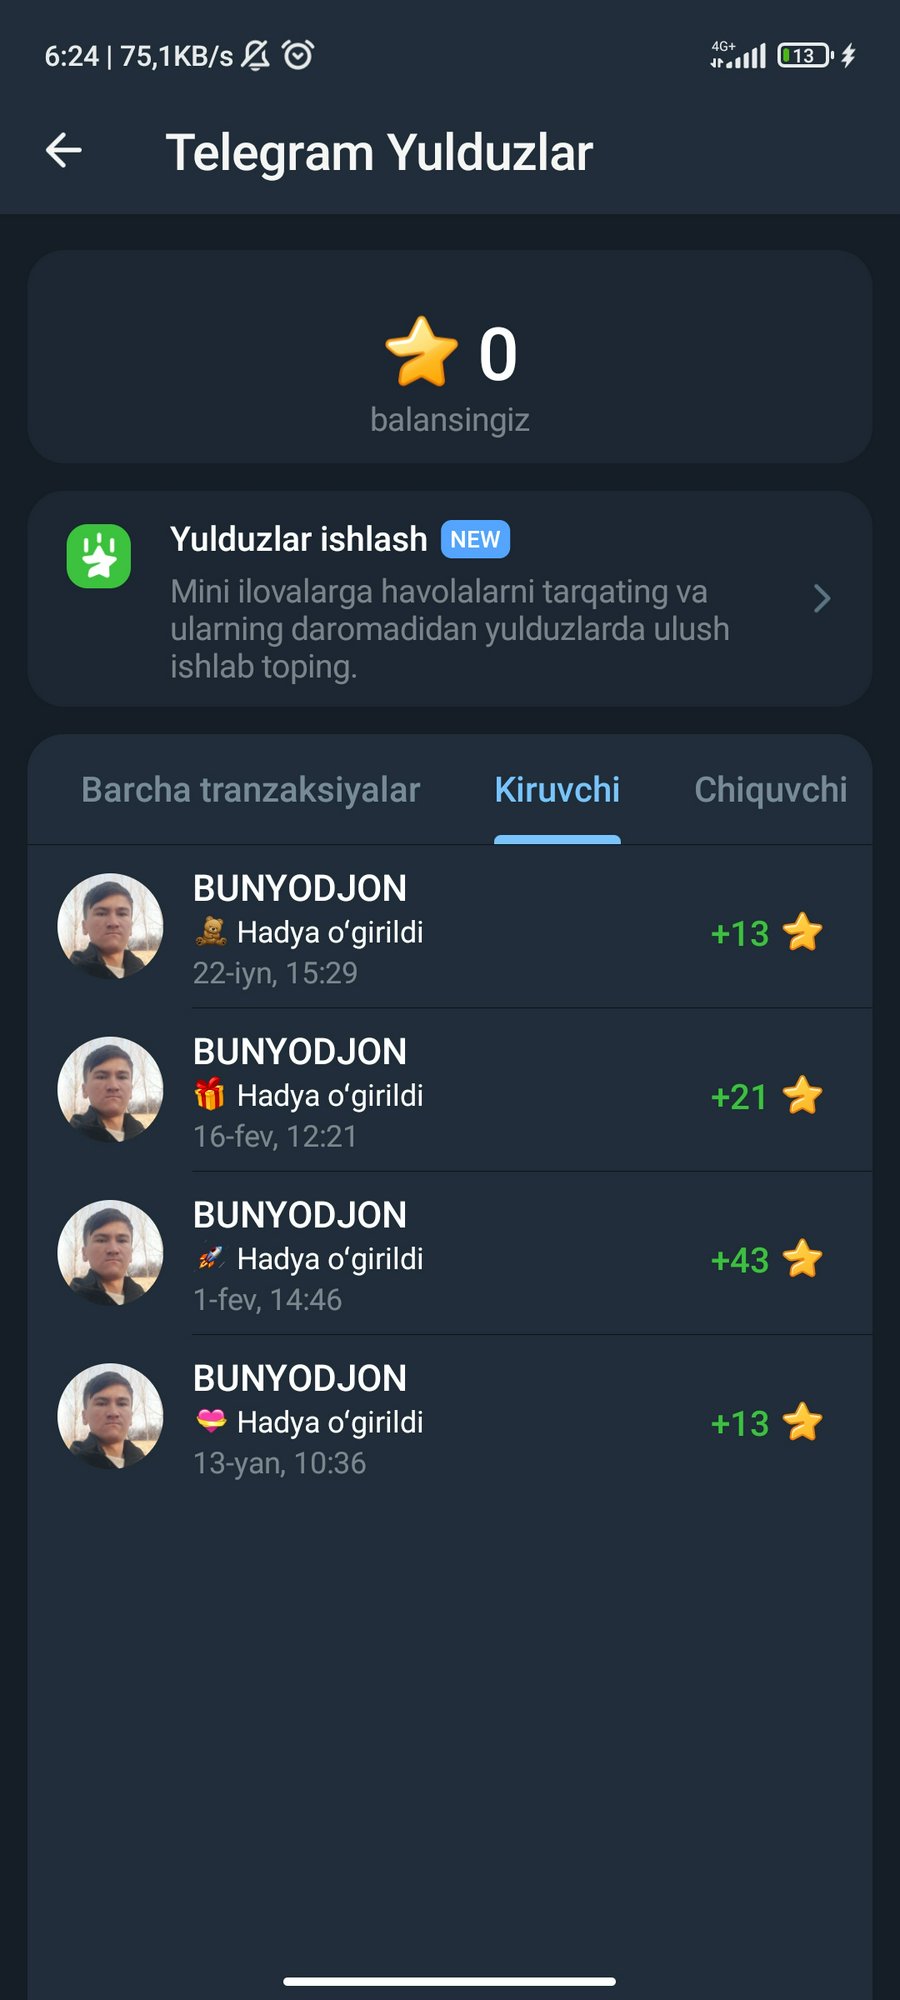 6:24 | 75,1KB/s
4G+
13
Telegram Yulduzlar
0
balansingiz
Yulduzlar ishlash NEW
Mini ilovalarga havolalarni tarqating va
ularning daromadidan yulduzlarda ulush
ishlab toping.
Barcha tranzaksiyalar Kiruvchi Chiquvchi
BUNYODJON
Hadya oʻgirildi
22-iyn, 15:29
+13
BUNYODJON
Hadya oʻgirildi
16-fev, 12:21
+21
BUNYODJON
Hadya oʻgirildi
1-fev, 14:46
+43
BUNYODJON
Hadya oʻgirildi
13-yan, 10:36
+13